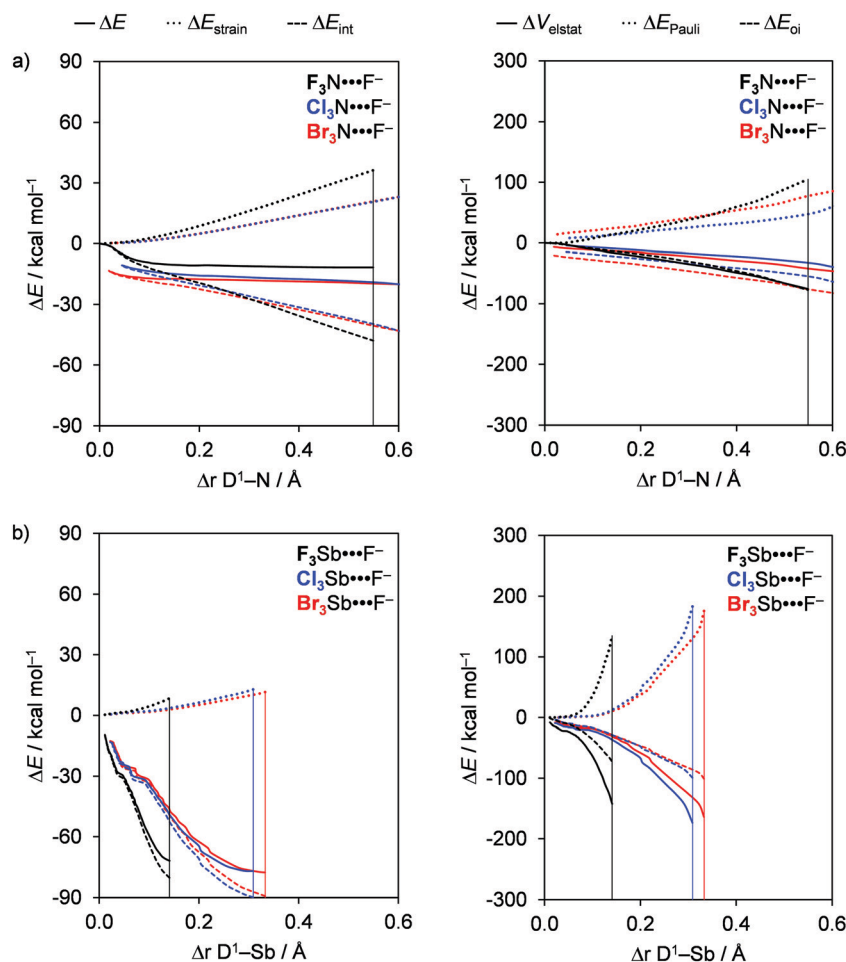 ΔE ΔE_strain ΔE_int ΔV_elstat ΔE_Pauli ΔE_oi
a)
90
60
30
0
-30
-60
-90
ΔE / kcal mol⁻¹
F₃N•••F⁻
Cl₃N•••F⁻
Br₃N•••F⁻
0.0 0.2 0.4 0.6
Δr D¹–N / Å
300
200
100
0
-100
-200
-300
ΔE / kcal mol⁻¹
F₃N•••F⁻
Cl₃N•••F⁻
Br₃N•••F⁻
0.0 0.2 0.4 0.6
Δr D¹–N / Å
b)
90
60
30
0
-30
-60
-90
ΔE / kcal mol⁻¹
F₃Sb•••F⁻
Cl₃Sb•••F⁻
Br₃Sb•••F⁻
0.0 0.2 0.4 0.6
Δr D¹–Sb / Å
300
200
100
0
-100
-200
-300
ΔE / kcal mol⁻¹
F₃Sb•••F⁻
Cl₃Sb•••F⁻
Br₃Sb•••F⁻
0.0 0.2 0.4 0.6
Δr D¹–Sb / Å